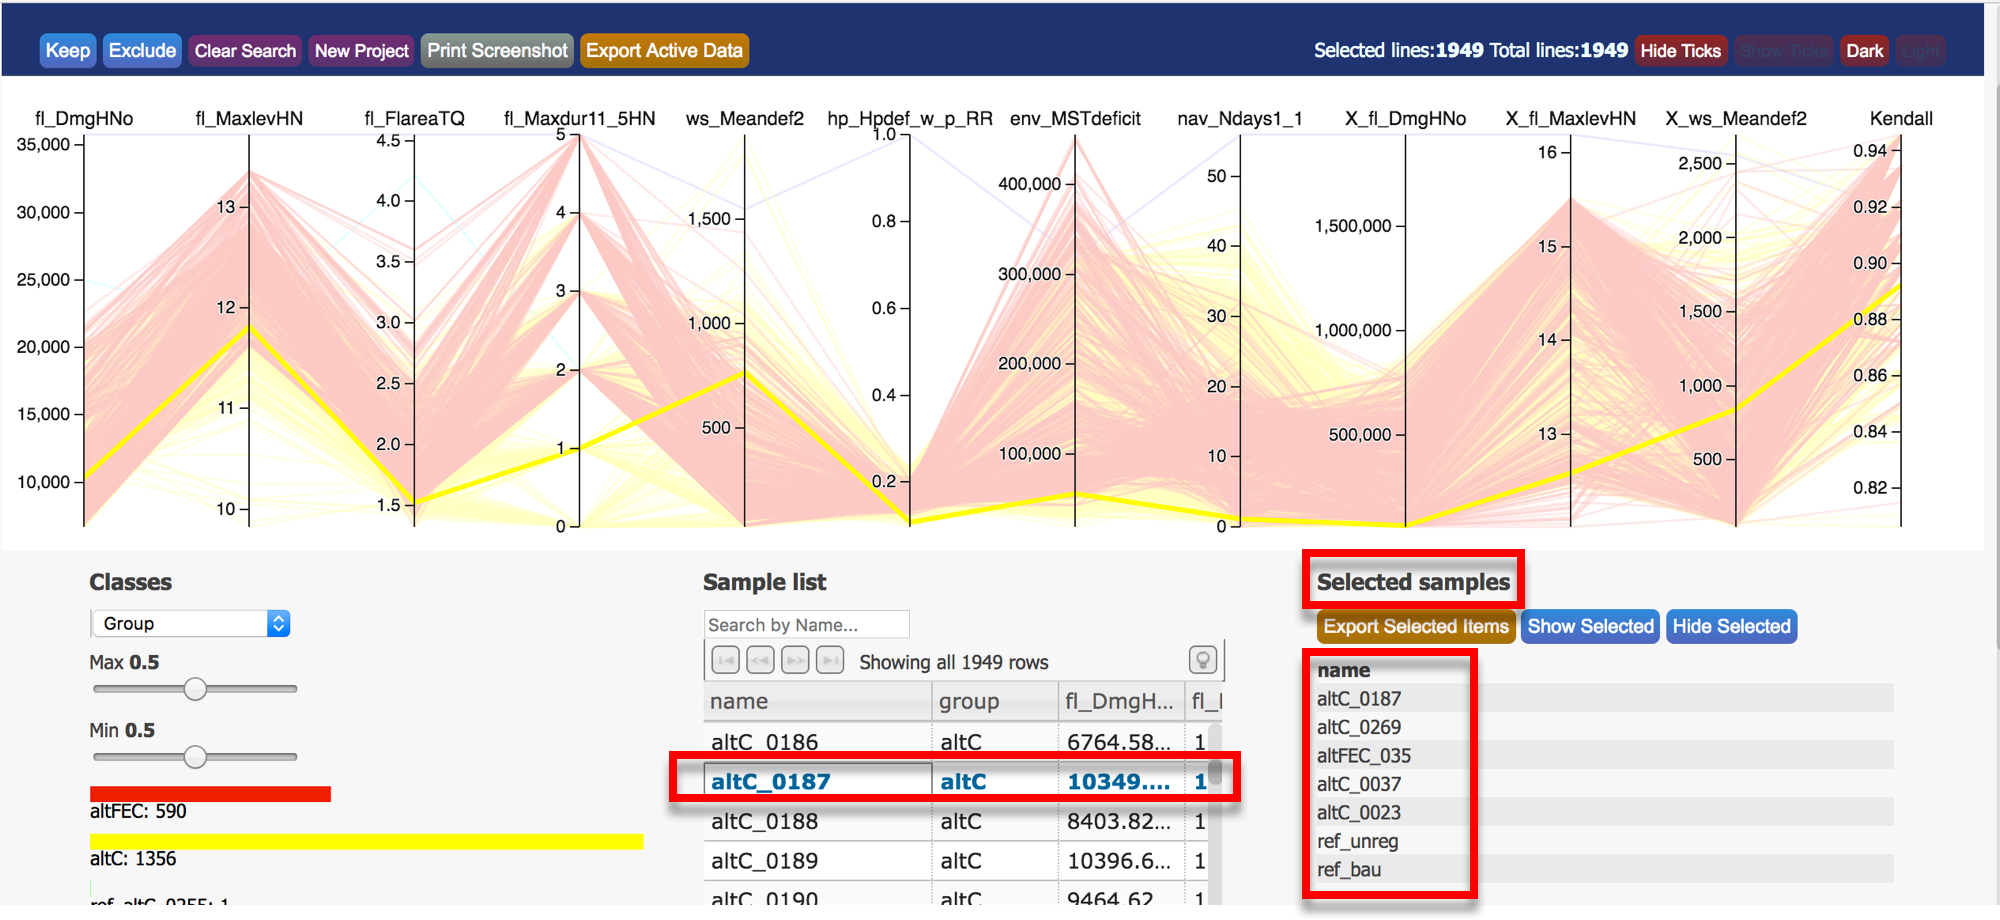 Keep Exclude Clear Search New Project Print Screenshot Export Active Data Selected lines:1949 Total lines:1949 Hide Ticks Show Ticks Dark Light
fl_DmgHNo fl_MaxlevHN fl_FlareaTQ fl_Maxdur11_5HN ws_Meandef2 hp_Hpdef_w_p_RR env_MSTdeficit nav_Ndays1_1 X_fl_DmgHNo X_fl_MaxlevHN X_ws_Meandef2 Kendall
35,000
30,000
25,000
20,000
15,000
10,000
13
12
11
10
4.5
4.0
3.5
3.0
2.5
2.0
1.5
5
4
3
2
1
0
1,500
1,000
500
1.0
0.8
0.6
0.4
0.2
400,000
300,000
200,000
100,000
50
40
30
20
10
0
1,500,000
1,000,000
500,000
16
15
14
13
2,500
2,000
1,500
1,000
500
0.94
0.92
0.90
0.88
0.86
0.84
0.82
Classes
Group
Max 0.5
Min 0.5
altFEC: 590
altC: 1356
ref_altC_0255: 1
Sample list
Search by Name...
Showing all 1949 rows
name group fl_DmgH... fl_
altC_0186 altC 6764.58... 1
altC_0187 altC 10349.... 1
altC_0188 altC 8403.82... 1
altC_0189 altC 10396.6... 1
altC_0190 altC 9464.62
Selected samples
Export Selected Items Show Selected Hide Selected
name
altC_0187
altC_0269
altFEC_035
altC_0037
altC_0023
ref_unreg
ref_bau